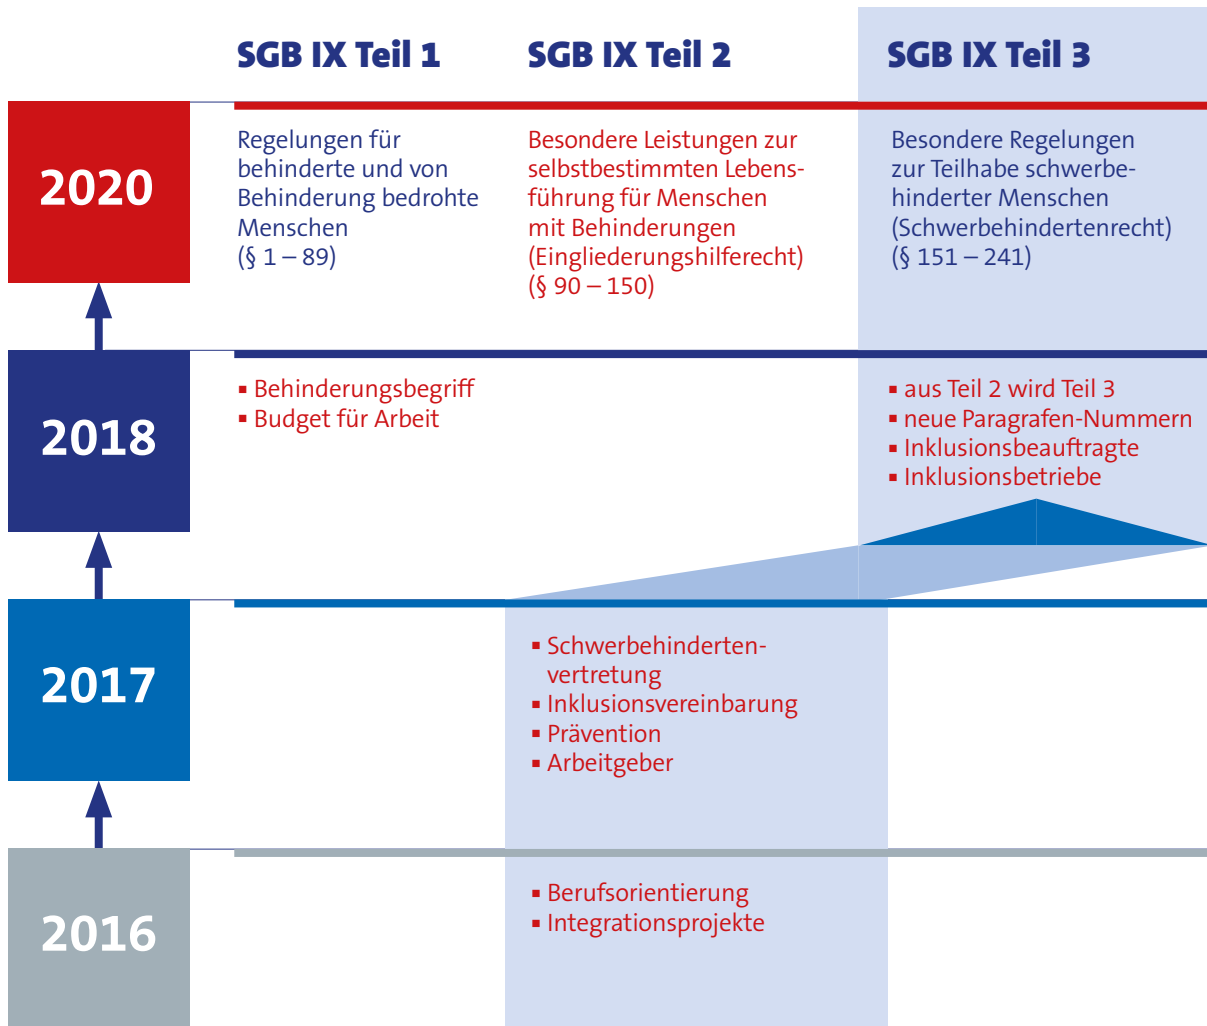 SGB IX Teil 1
SGB IX Teil 2
SGB IX Teil 3
2020
Regelungen für
behinderte und von
Behinderung bedrohte
Menschen
(§ 1 – 89)
Besondere Leistungen zur
selbstbestimmten Lebens-
führung für Menschen
mit Behinderungen
(Eingliederungshilferecht)
(§ 90 – 150)
Besondere Regelungen
zur Teilhabe schwerbe-
hinderter Menschen
(Schwerbehindertenrecht)
(§ 151 – 241)
2018
▪ Behinderungsbegriff
▪ Budget für Arbeit
▪ aus Teil 2 wird Teil 3
▪ neue Paragrafen-Nummern
▪ Inklusionsbeauftragte
▪ Inklusionsbetriebe
2017
▪ Schwerbehinderten-
vertretung
▪ Inklusionsvereinbarung
▪ Prävention
▪ Arbeitgeber
2016
▪ Berufsorientierung
▪ Integrationsprojekte